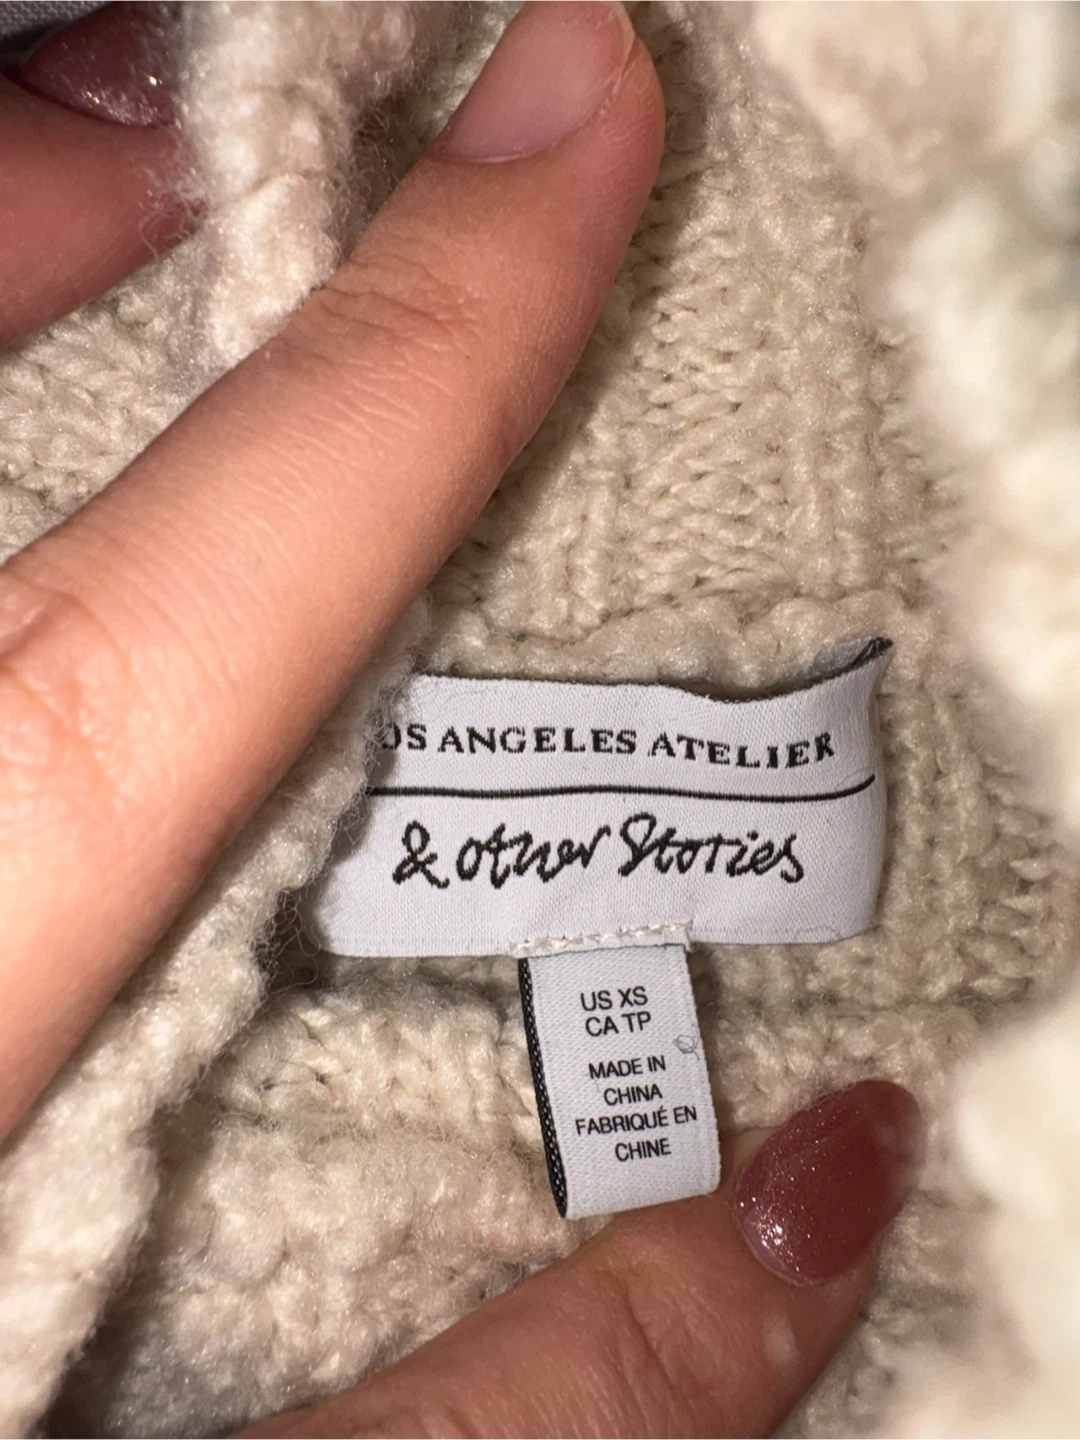 OS ANGELES ATELIER
& other Stories
US XS
CA TP
MADE IN
CHINA
FABRIQUÉ EN
CHINE